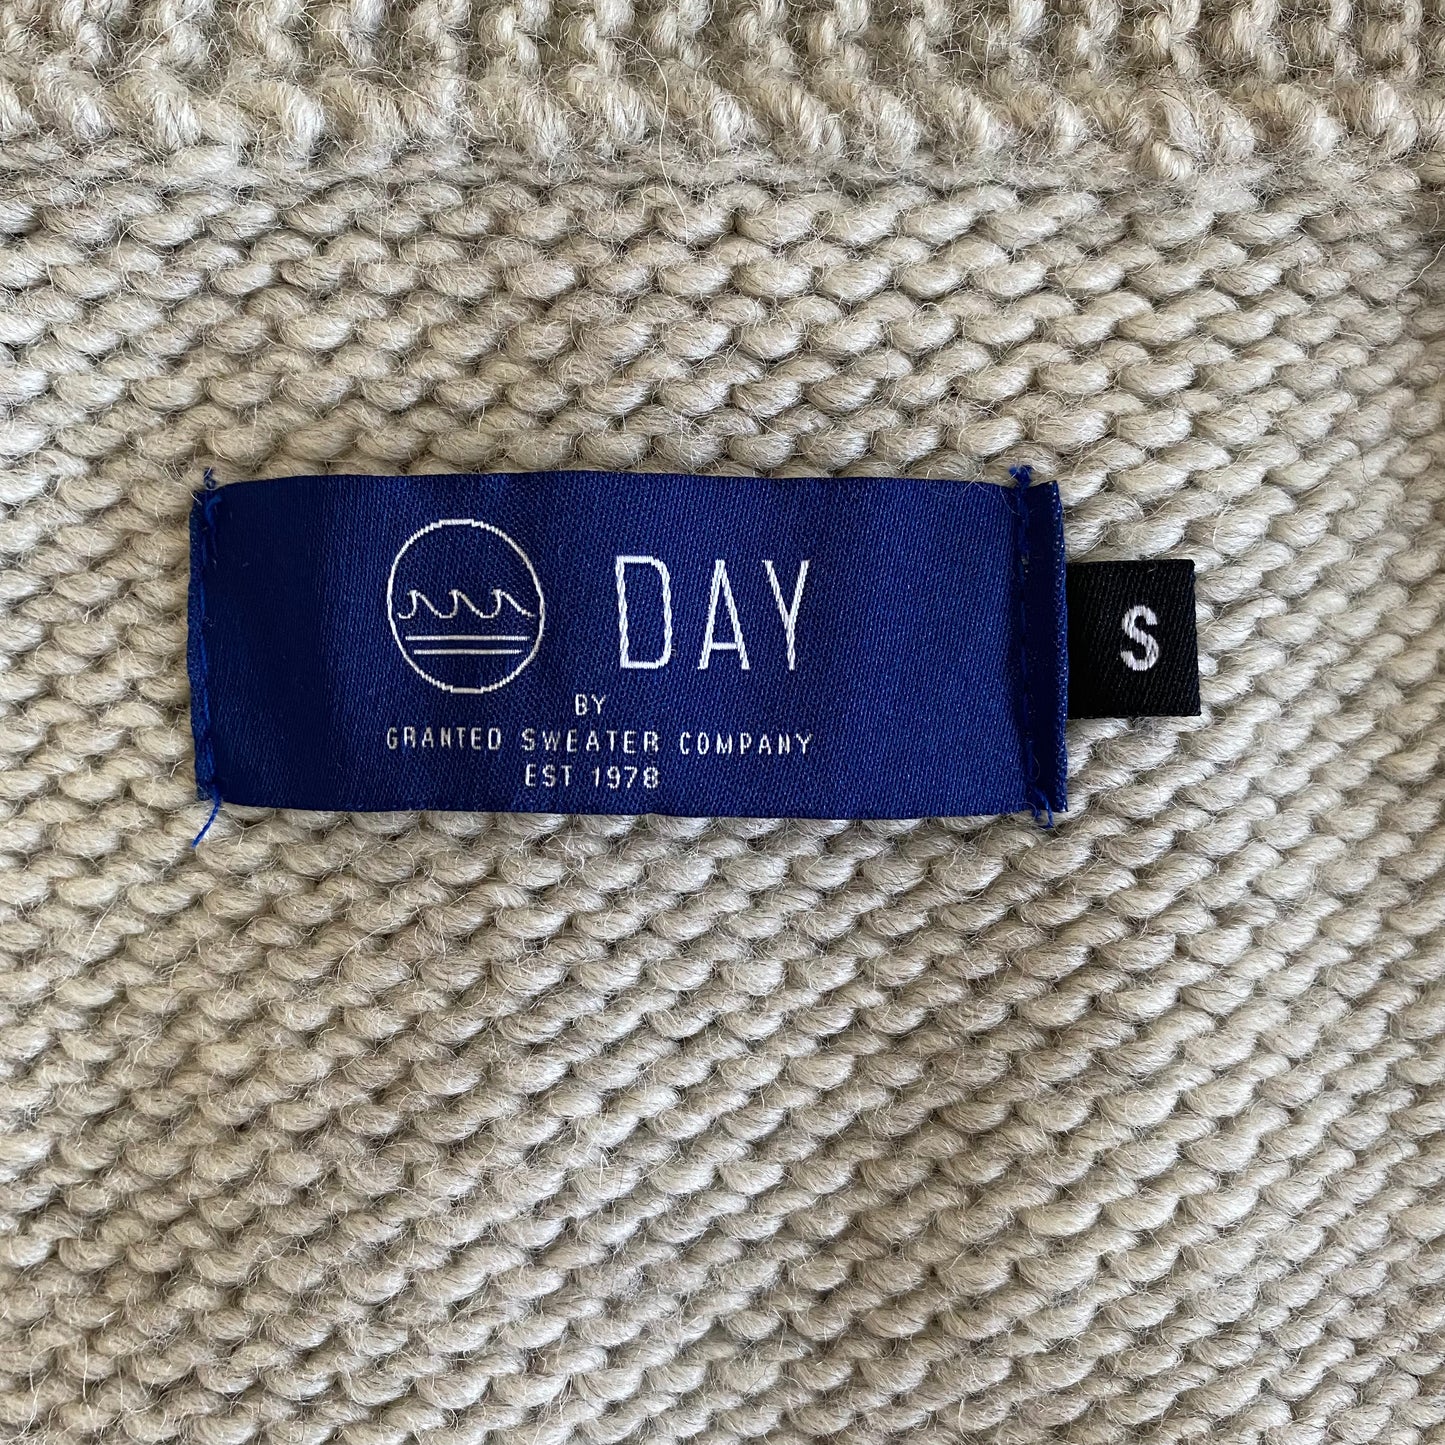 DAY
BY
GRANTED SWEATER COMPANY
EST 1978
S